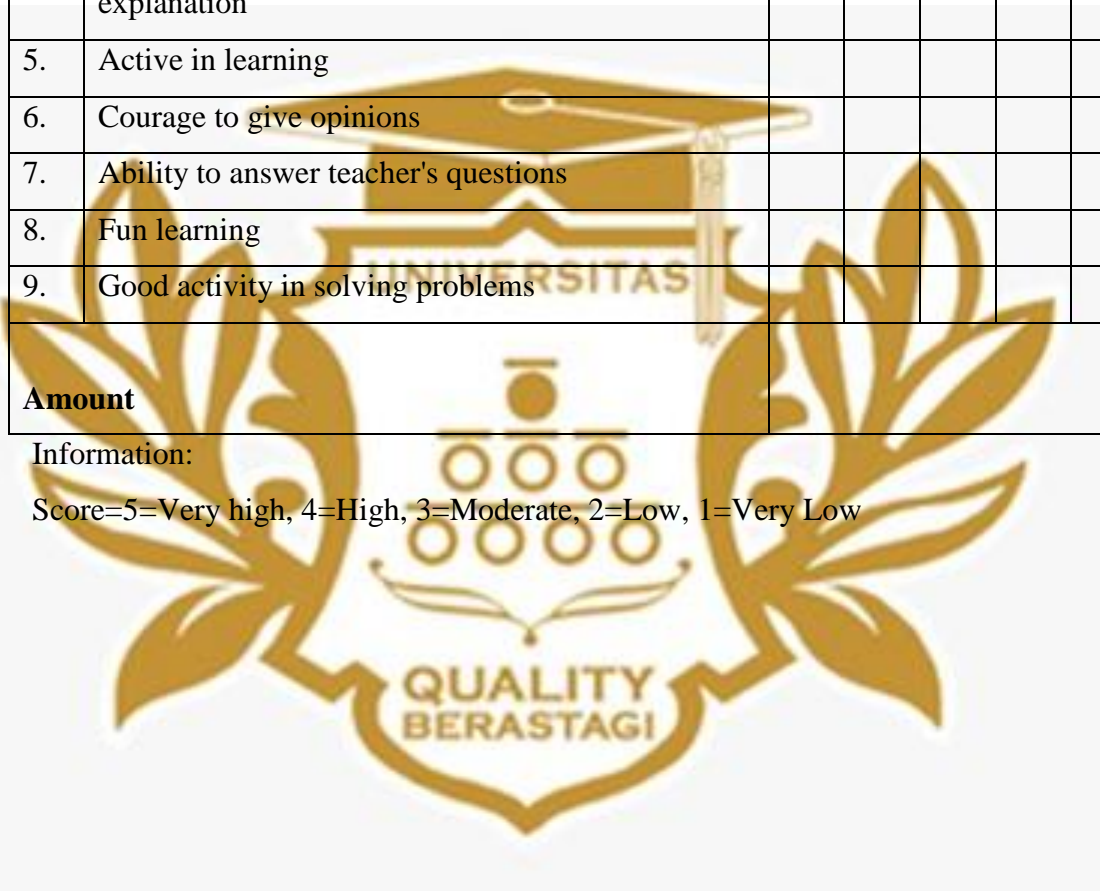 explanation
5. Active in learning
6. Courage to give opinions
7. Ability to answer teacher's questions
8. Fun learning
9. Good activity in solving problems
UNIVERSITAS
Amount
Information:
Score=5=Very high, 4=High, 3=Moderate, 2=Low, 1=Very Low
QUALITY
BERASTAGI